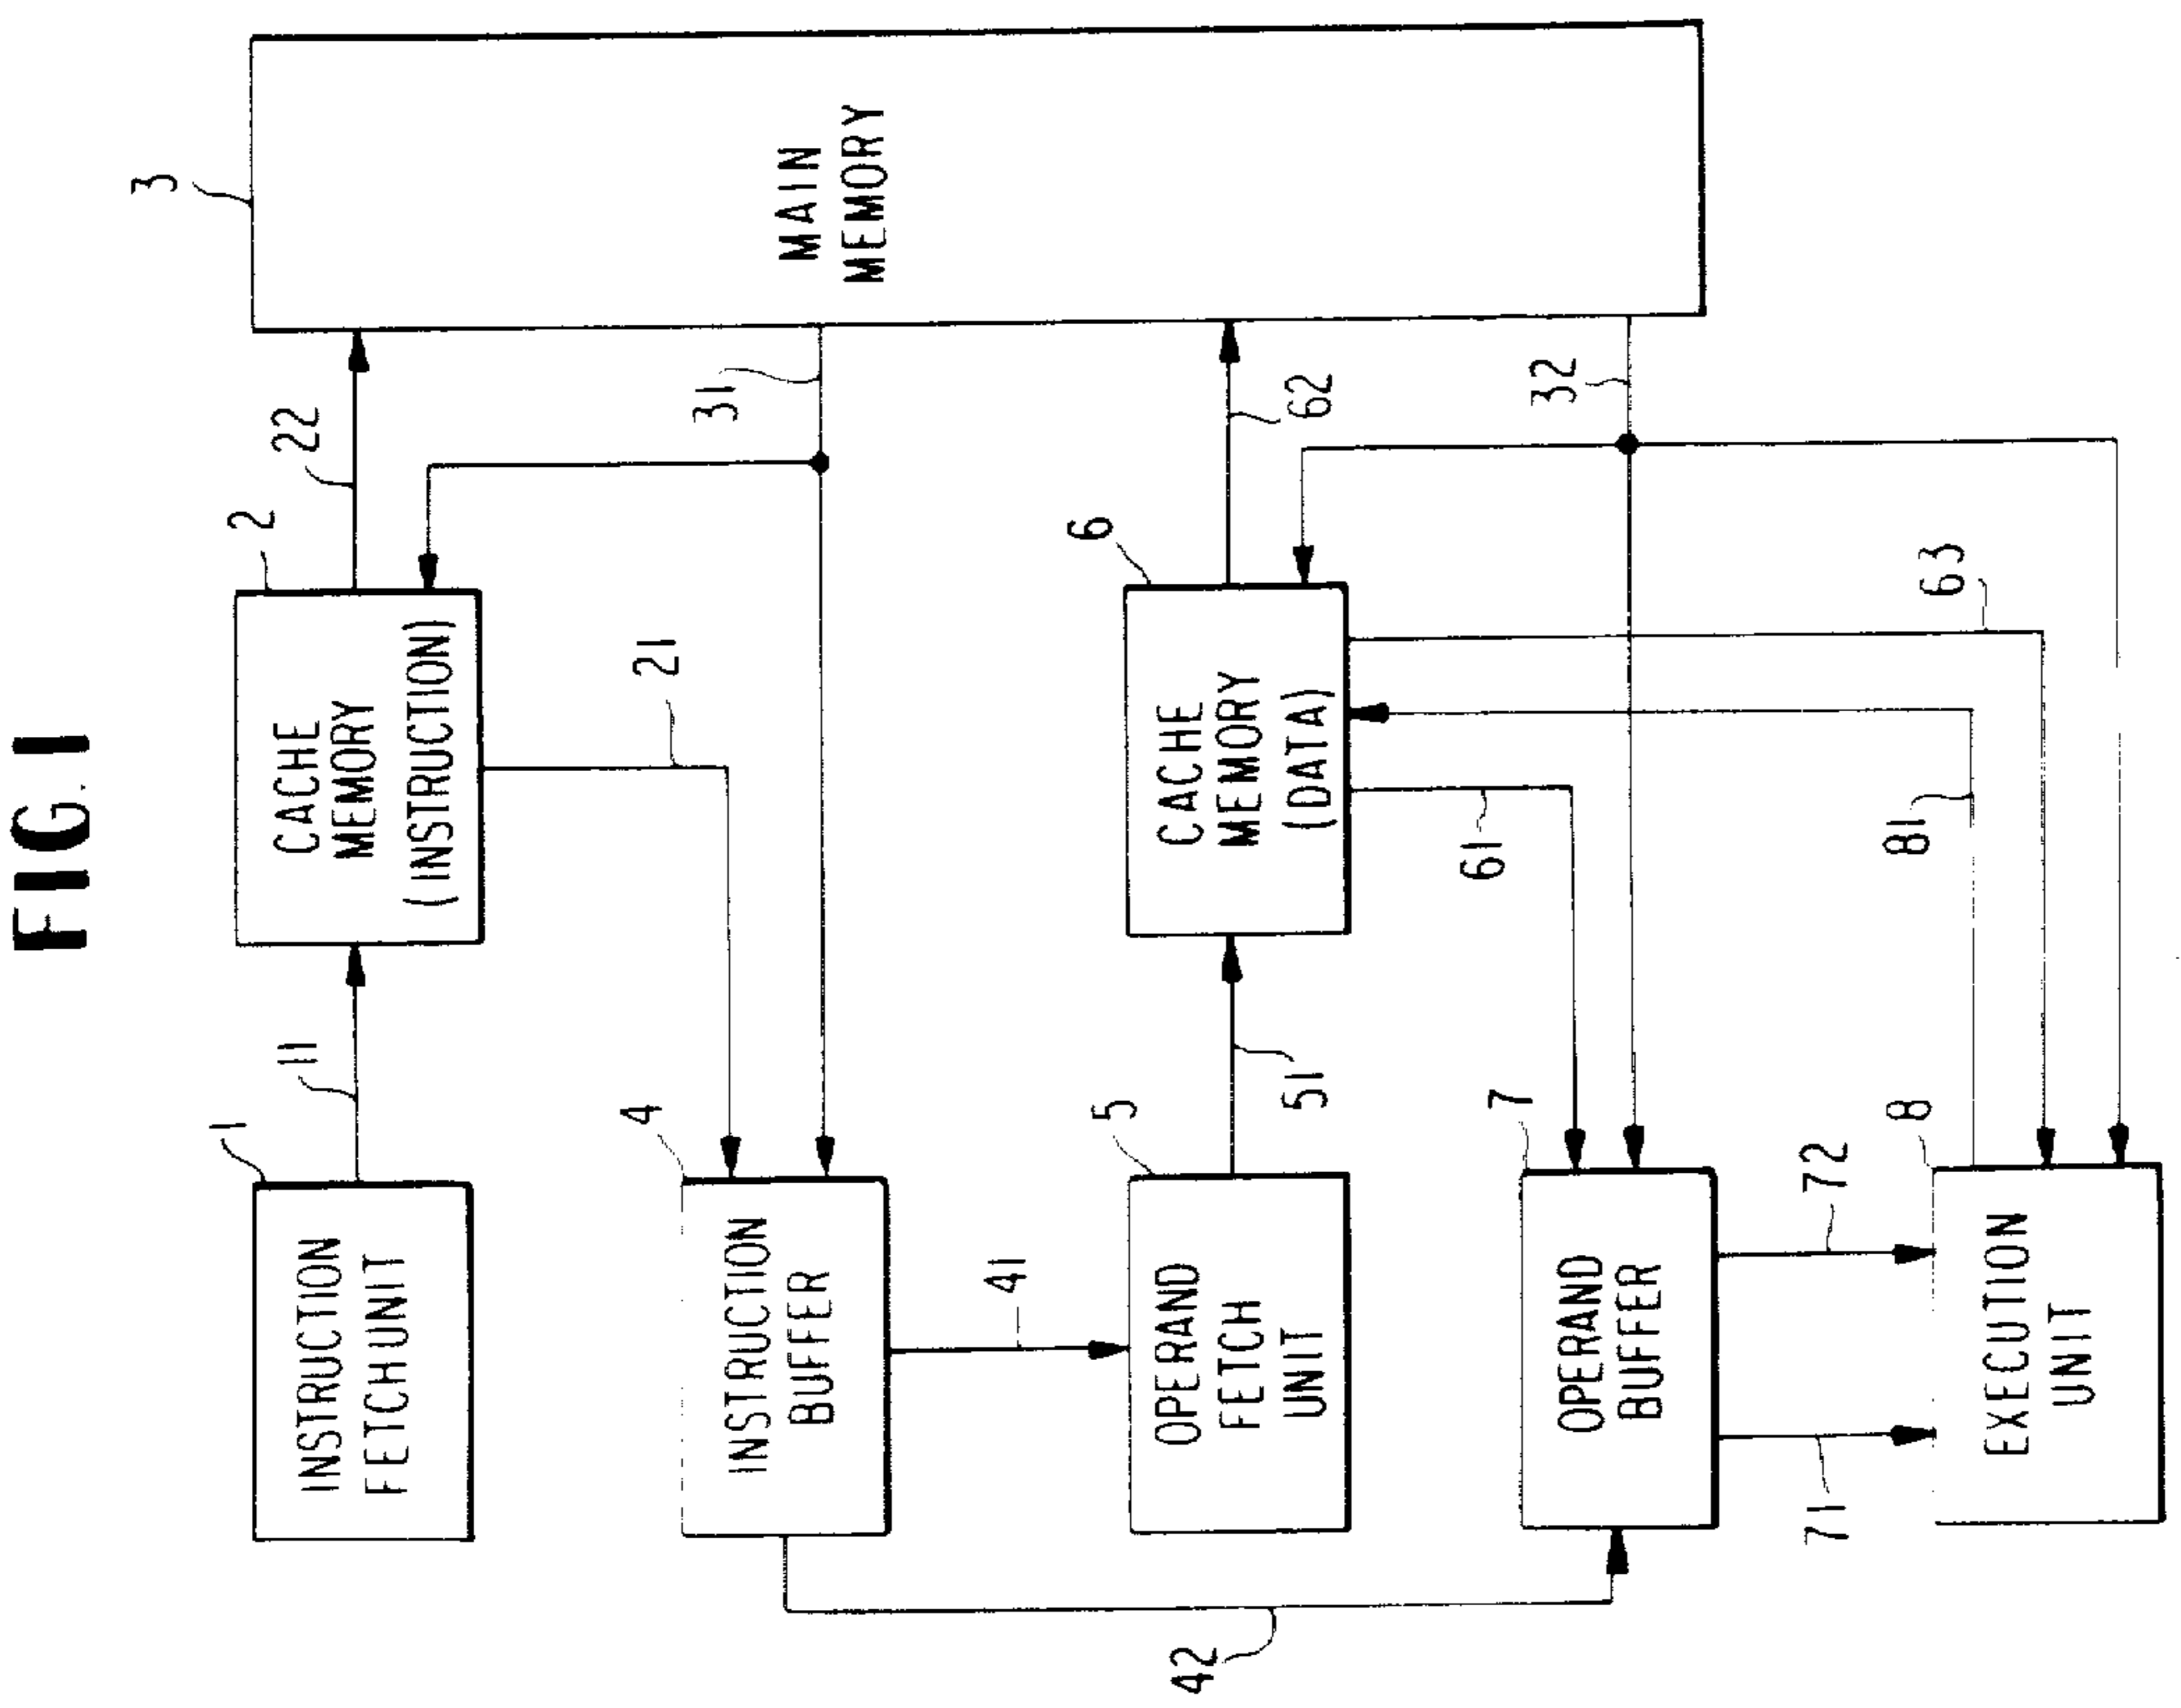 FIG. 1
3
MAIN
MEMORY
22
31
62
32
2
CACHE
MEMORY
(INSTRUCTION)
21
6
CACHE
MEMORY
(DATA)
63
61
81
11
51
1
INSTRUCTION
FETCH UNIT
4
INSTRUCTION
BUFFER
41
5
OPERAND
FETCH
UNIT
7
OPERAND
BUFFER
72
71
8
EXECUTION
UNIT
42